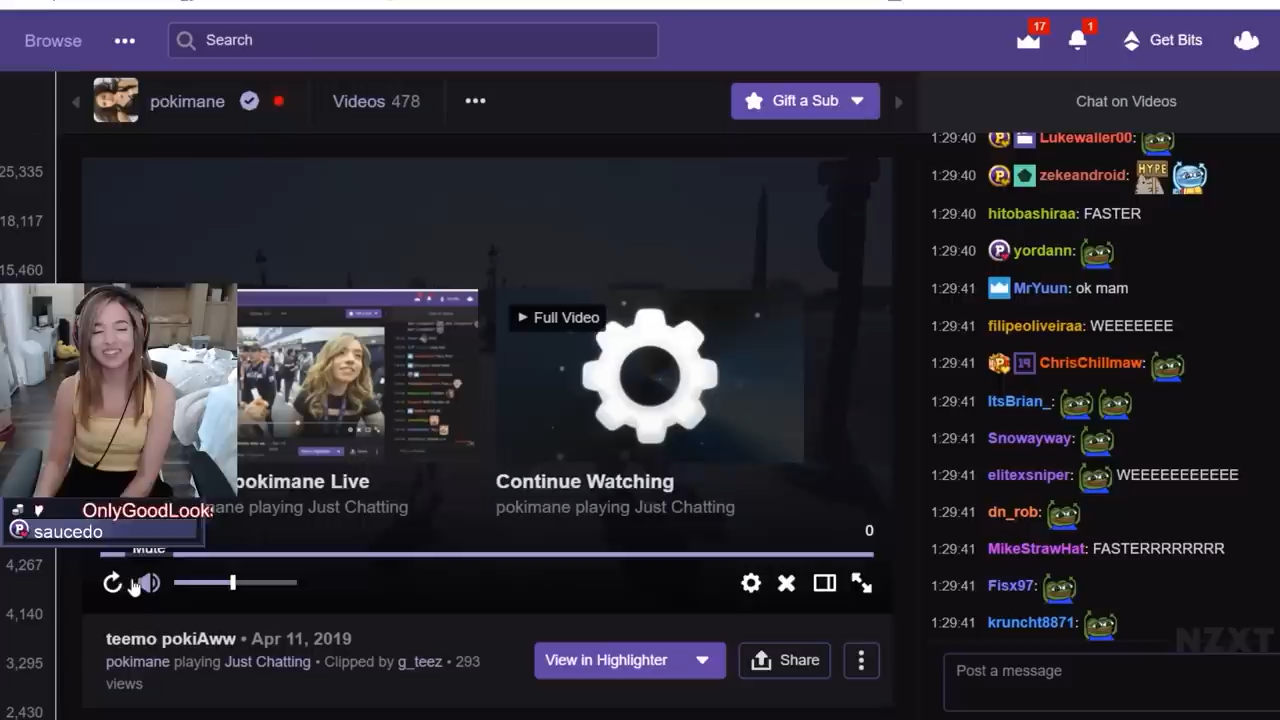 17
1
Browse
Search
Get Bits
pokimane
Videos 478
Gift a Sub
Chat on Videos
25,335
18,117
15,460
4,267
4,140
3,295
2,430
1:29:40 Lukewaller00:
1:29:40 zekeandroid: HYPE
1:29:40 hitobashiraa: FASTER
1:29:40 yordann:
1:29:41 MrYuun: ok mam
1:29:41 filipeoliveiraa: WEEEEEEE
1:29:41 ChrisChillmaw:
1:29:41 ItsBrian_:
1:29:41 Snowayway:
1:29:41 elitexsniper: WEEEEEEEEEEE
1:29:41 dn_rob:
1:29:41 MikeStrawHat: FASTERRRRRRRR
1:29:41 Fisx97:
1:29:41 kruncht8871:
NZXT
Post a message
Full Video
pokimane Live
mane playing Just Chatting
Continue Watching
pokimane playing Just Chatting
OnlyGoodLook:
saucedo
0
Mute
teemo pokiAww • Apr 11, 2019
pokimane playing Just Chatting • Clipped by g_teez • 293
views
View in Highlighter
Share